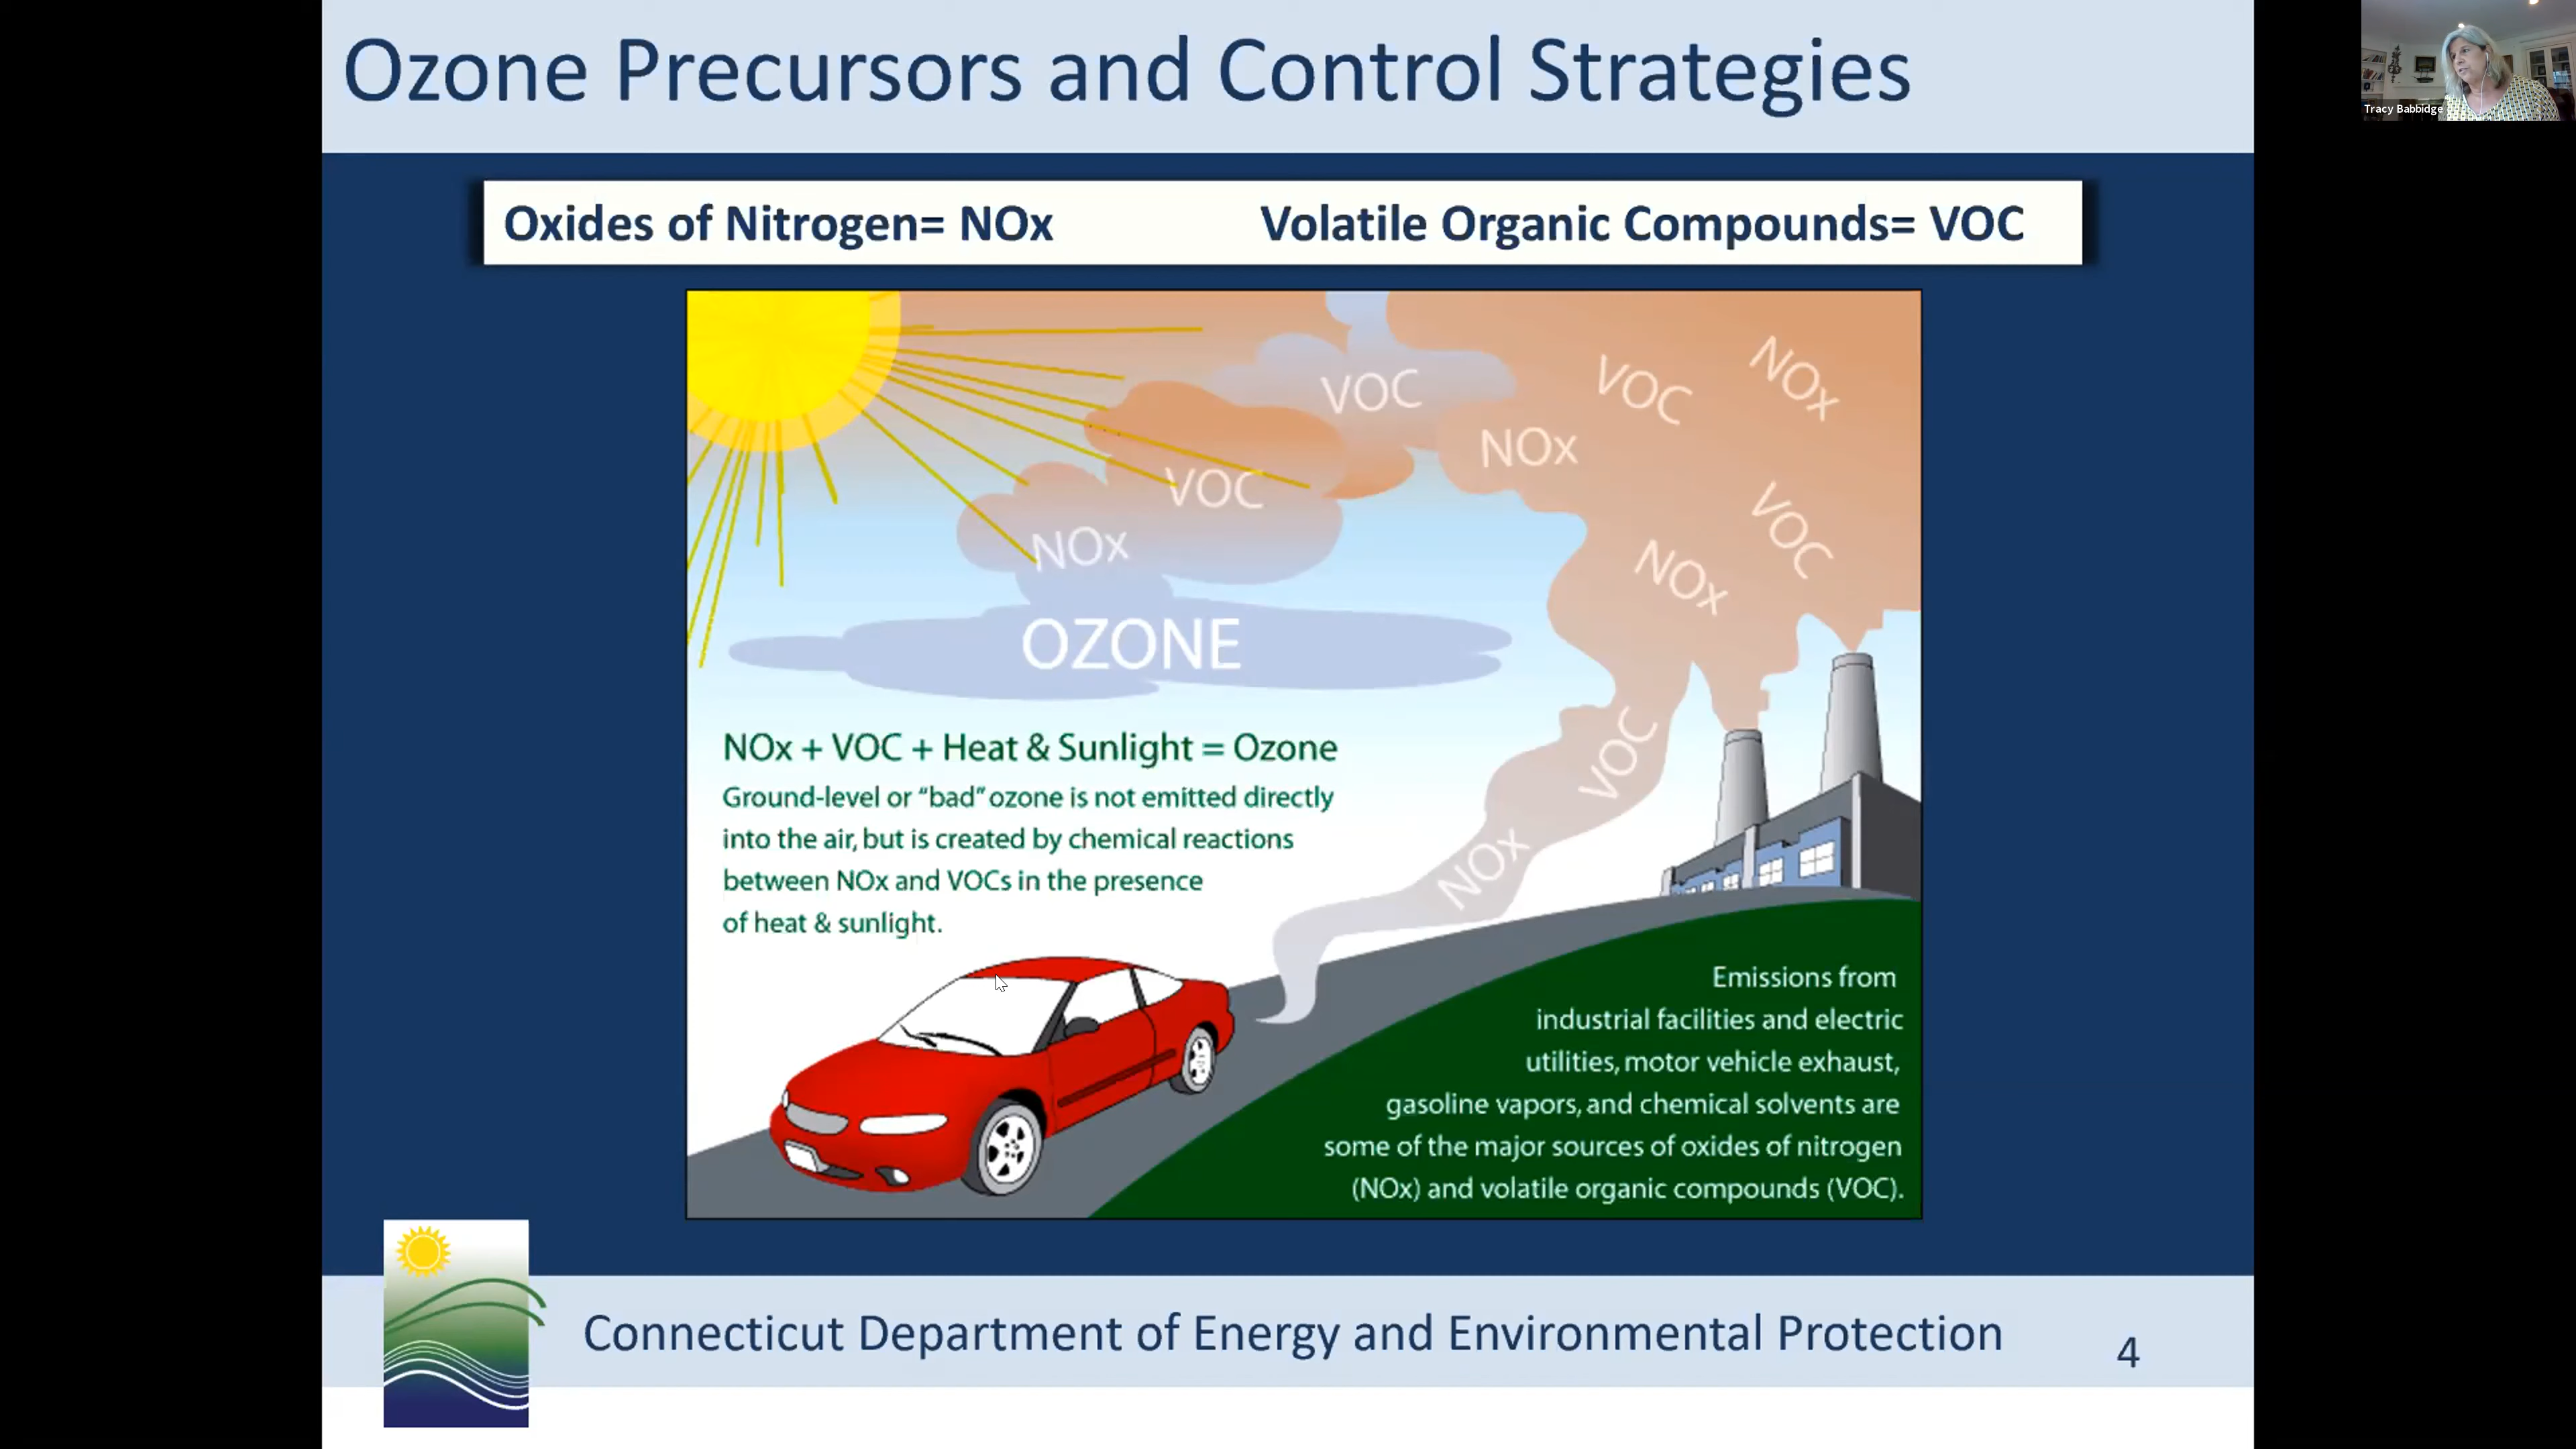 Ozone Precursors and Control Strategies
Tracy Babbidge
Oxides of Nitrogen= NOx
Volatile Organic Compounds= VOC
VOC
VOC
NOx
NOx
VOC
NOx
VOC
NOx
OZONE
VOC
NOx
NOx + VOC + Heat & Sunlight = Ozone
Ground-level or “bad” ozone is not emitted directly
into the air, but is created by chemical reactions
between NOx and VOCs in the presence
of heat & sunlight.
Emissions from
industrial facilities and electric
utilities, motor vehicle exhaust,
gasoline vapors, and chemical solvents are
some of the major sources of oxides of nitrogen
(NOx) and volatile organic compounds (VOC).
Connecticut Department of Energy and Environmental Protection
4